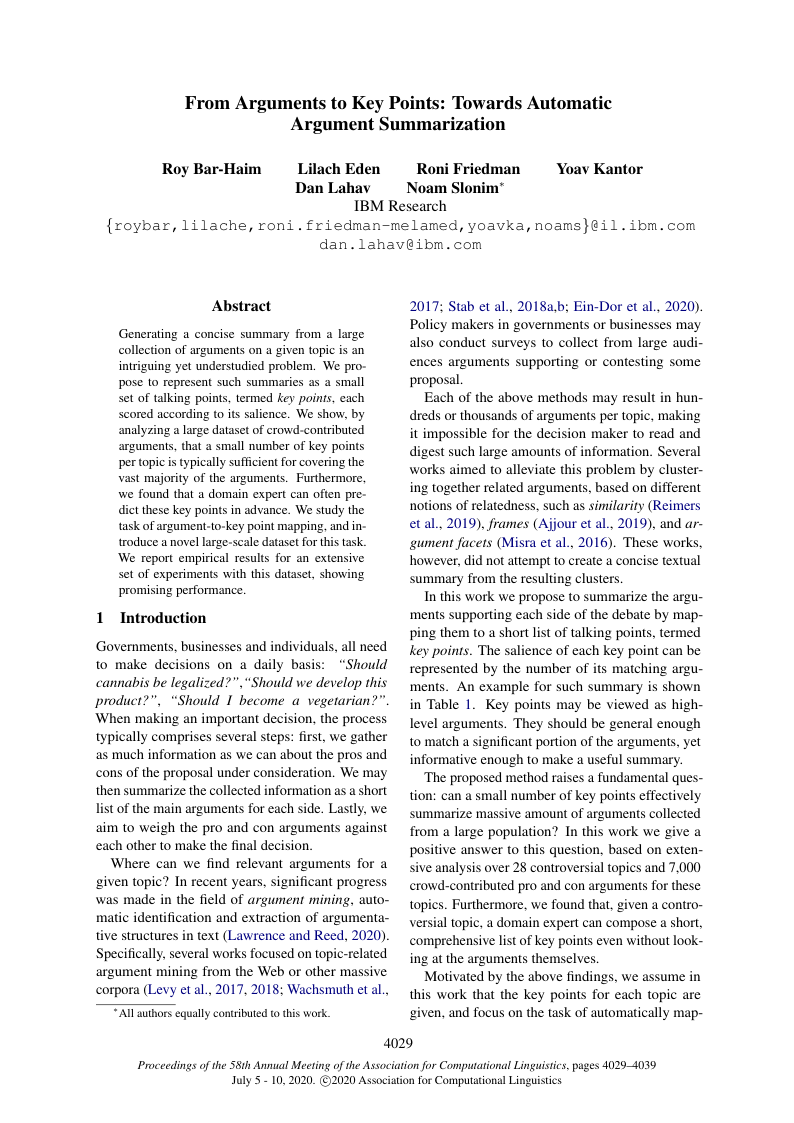 From Arguments to Key Points: Towards Automatic
Argument Summarization
Roy Bar-Haim Lilach Eden Roni Friedman Yoav Kantor
Dan Lahav Noam Slonim*
IBM Research
{roybar,lilache,roni.friedman-melamed,yoavka,noams}@il.ibm.com
dan.lahav@ibm.com
Abstract
Generating a concise summary from a large
collection of arguments on a given topic is an
intriguing yet understudied problem. We pro-
pose to represent such summaries as a small
set of talking points, termed key points, each
scored according to its salience. We show, by
analyzing a large dataset of crowd-contributed
arguments, that a small number of key points
per topic is typically sufficient for covering the
vast majority of the arguments. Furthermore,
we found that a domain expert can often pre-
dict these key points in advance. We study the
task of argument-to-key point mapping, and in-
troduce a novel large-scale dataset for this task.
We report empirical results for an extensive
set of experiments with this dataset, showing
promising performance.
1 Introduction
Governments, businesses and individuals, all need
to make decisions on a daily basis: “Should
cannabis be legalized?”,“Should we develop this
product?”, “Should I become a vegetarian?”.
When making an important decision, the process
typically comprises several steps: first, we gather
as much information as we can about the pros and
cons of the proposal under consideration. We may
then summarize the collected information as a short
list of the main arguments for each side. Lastly, we
aim to weigh the pro and con arguments against
each other to make the final decision.
Where can we find relevant arguments for a
given topic? In recent years, significant progress
was made in the field of argument mining, auto-
matic identification and extraction of argumenta-
tive structures in text (Lawrence and Reed, 2020).
Specifically, several works focused on topic-related
argument mining from the Web or other massive
corpora (Levy et al., 2017, 2018; Wachsmuth et al.,
*All authors equally contributed to this work.
2017; Stab et al., 2018a,b; Ein-Dor et al., 2020).
Policy makers in governments or businesses may
also conduct surveys to collect from large audi-
ences arguments supporting or contesting some
proposal.
Each of the above methods may result in hun-
dreds or thousands of arguments per topic, making
it impossible for the decision maker to read and
digest such large amounts of information. Several
works aimed to alleviate this problem by cluster-
ing together related arguments, based on different
notions of relatedness, such as similarity (Reimers
et al., 2019), frames (Ajjour et al., 2019), and ar-
gument facets (Misra et al., 2016). These works,
however, did not attempt to create a concise textual
summary from the resulting clusters.
In this work we propose to summarize the argu-
ments supporting each side of the debate by map-
ping them to a short list of talking points, termed
key points. The salience of each key point can be
represented by the number of its matching argu-
ments. An example for such summary is shown
in Table 1. Key points may be viewed as high-
level arguments. They should be general enough
to match a significant portion of the arguments, yet
informative enough to make a useful summary.
The proposed method raises a fundamental ques-
tion: can a small number of key points effectively
summarize massive amount of arguments collected
from a large population? In this work we give a
positive answer to this question, based on exten-
sive analysis over 28 controversial topics and 7,000
crowd-contributed pro and con arguments for these
topics. Furthermore, we found that, given a contro-
versial topic, a domain expert can compose a short,
comprehensive list of key points even without look-
ing at the arguments themselves.
Motivated by the above findings, we assume in
this work that the key points for each topic are
given, and focus on the task of automatically map-
4029
Proceedings of the 58th Annual Meeting of the Association for Computational Linguistics, pages 4029–4039
July 5 - 10, 2020. ©2020 Association for Computational Linguistics